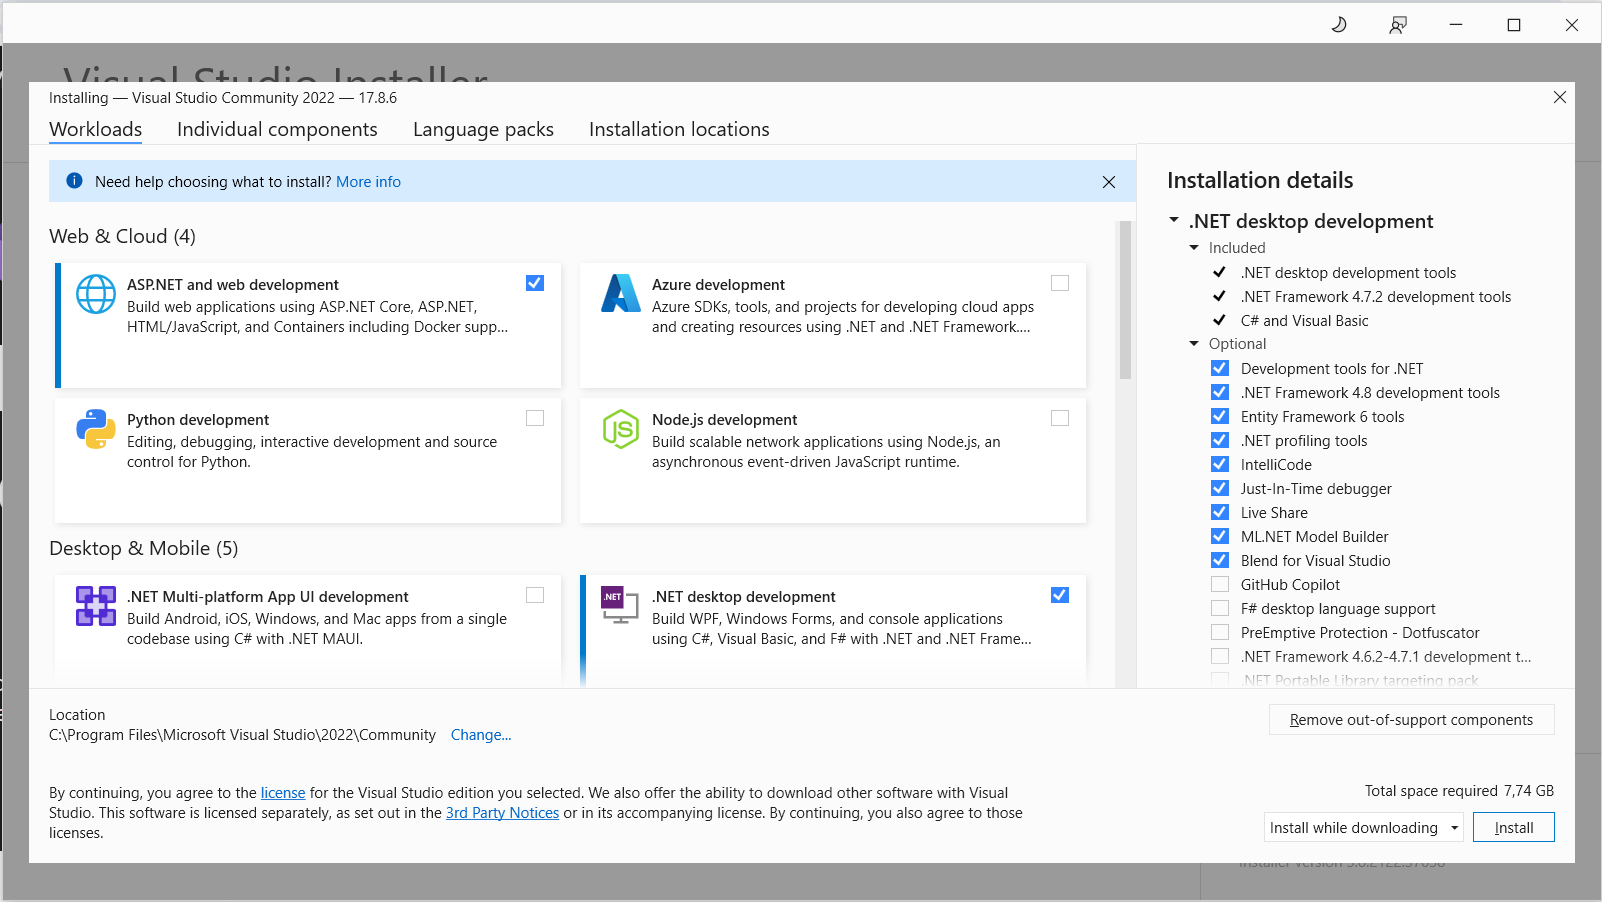 Visual Studio Installer
Installing — Visual Studio Community 2022 — 17.8.6
Workloads
Individual components
Language packs
Installation locations
Need help choosing what to install? More info
Web & Cloud (4)
ASP.NET and web development
Build web applications using ASP.NET Core, ASP.NET,
HTML/JavaScript, and Containers including Docker supp...
Azure development
Azure SDKs, tools, and projects for developing cloud apps
and creating resources using .NET and .NET Framework....
Python development
Editing, debugging, interactive development and source
control for Python.
Node.js development
Build scalable network applications using Node.js, an
asynchronous event-driven JavaScript runtime.
Desktop & Mobile (5)
.NET Multi-platform App UI development
Build Android, iOS, Windows, and Mac apps from a single
codebase using C# with .NET MAUI.
.NET
.NET desktop development
Build WPF, Windows Forms, and console applications
using C#, Visual Basic, and F# with .NET and .NET Frame...
Installation details
.NET desktop development
Included
.NET desktop development tools
.NET Framework 4.7.2 development tools
C# and Visual Basic
Optional
Development tools for .NET
.NET Framework 4.8 development tools
Entity Framework 6 tools
.NET profiling tools
IntelliCode
Just-In-Time debugger
Live Share
ML.NET Model Builder
Blend for Visual Studio
GitHub Copilot
F# desktop language support
PreEmptive Protection - Dotfuscator
.NET Framework 4.6.2-4.7.1 development t...
.NET Portable Library targeting pack
Location
C:\Program Files\Microsoft Visual Studio\2022\Community Change...
Remove out-of-support components
By continuing, you agree to the license for the Visual Studio edition you selected. We also offer the ability to download other software with Visual
Studio. This software is licensed separately, as set out in the 3rd Party Notices or in its accompanying license. By continuing, you also agree to those
licenses.
Total space required 7,74 GB
Install while downloading
Install
Installer version